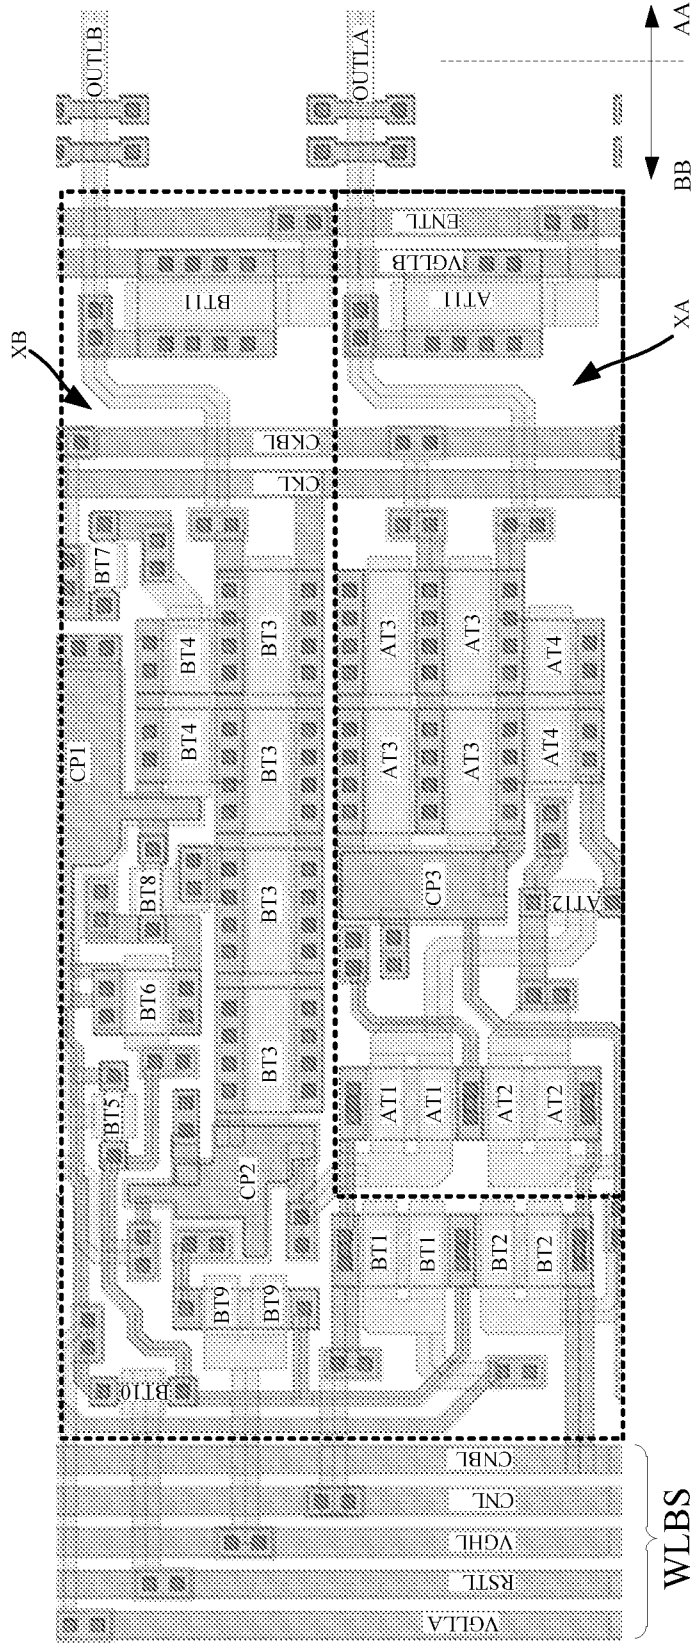 OUTLB
OUTLA
AA
BB
ENTL
VGLLB
BT11
AT11
XB
XA
CKBL
CKL
BT7
BT4
BT3
AT3
AT3
AT4
CP1
BT4
BT3
AT3
AT3
AT4
BT8
BT3
CP3
AT12
BT6
BT3
BT5
AT1
AT1
AT2
AT2
CP2
BT1
BT1
BT2
BT2
BT9
BT9
BT10
CNBL
CNL
VGHL
RSTL
VGLLA
WLBS